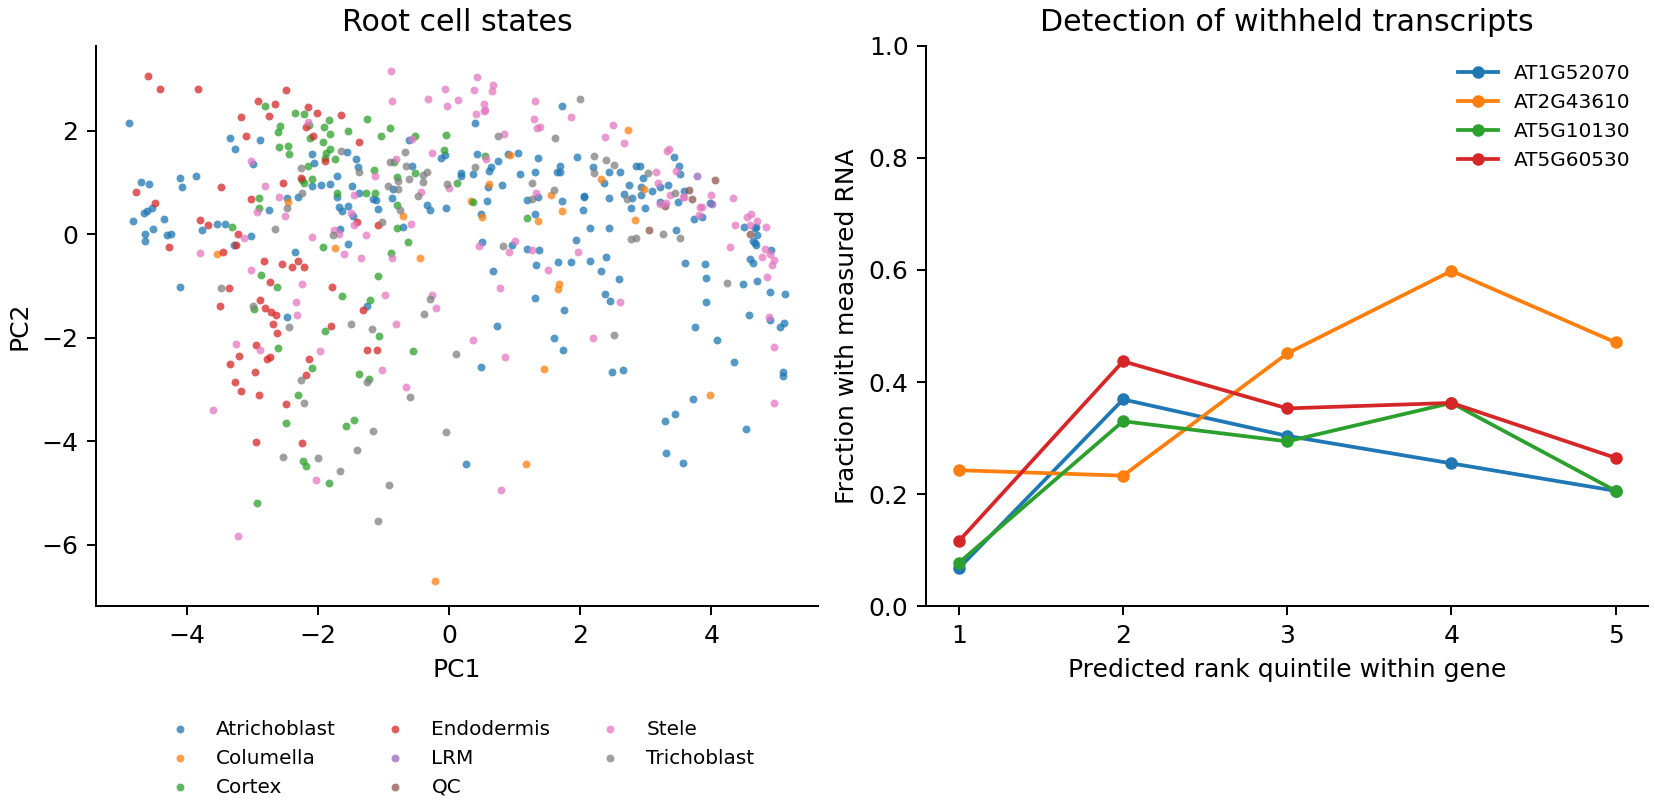 Root cell states
PC2
2
0
−2
−4
−6
−4
−2
0
2
4
PC1
Atrichoblast
Columella
Cortex
Endodermis
LRM
QC
Stele
Trichoblast
Detection of withheld transcripts
Fraction with measured RNA
1.0
0.8
0.6
0.4
0.2
0.0
AT1G52070
AT2G43610
AT5G10130
AT5G60530
1
2
3
4
5
Predicted rank quintile within gene